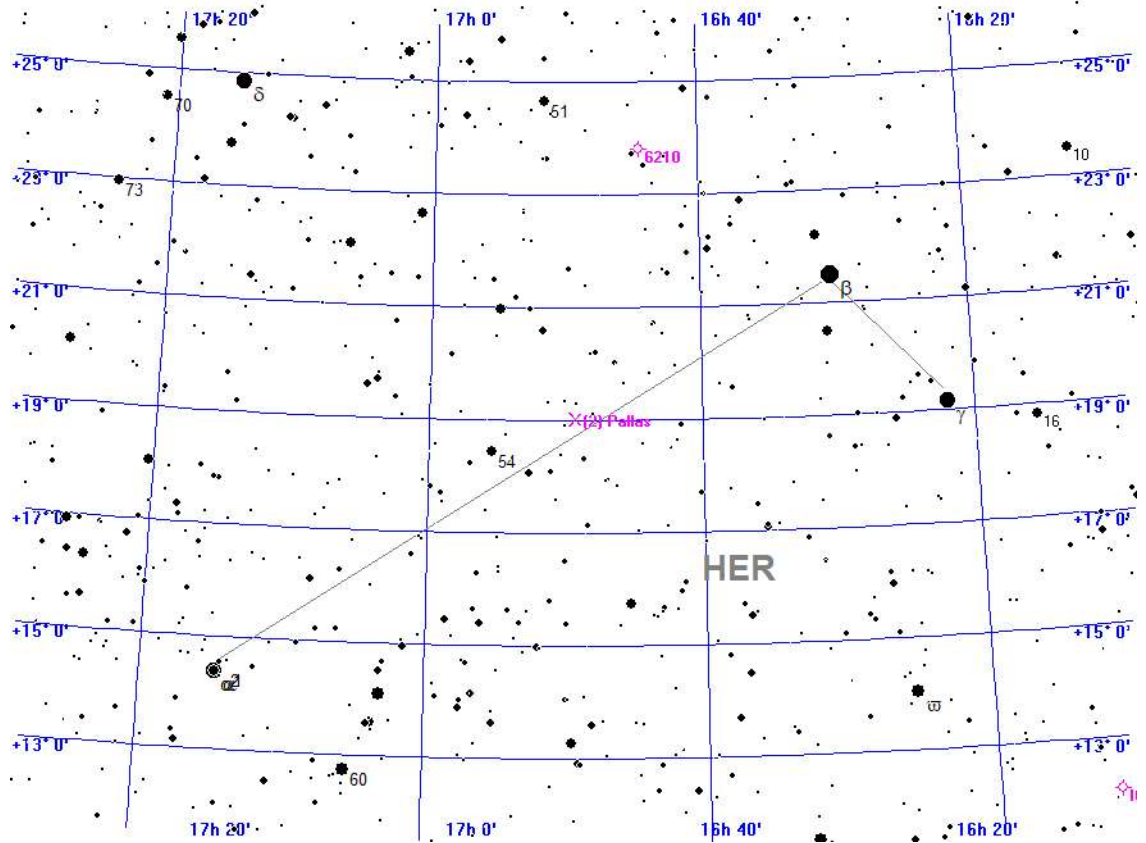 17h 20' 17h 0' 16h 40' 16h 20'
+25° 0' +25° 0'
δ
70
51
6210
10
+23° 0' +23° 0'
73
+21° 0' β +21° 0'
+19° 0' +19° 0'
(2) Pallas
γ 16
54
+17° 0' +17° 0'
HER
+15° 0' +15° 0'
ϖ
+13° 0' +13° 0'
60
17h 20' 17h 0' 16h 40' 16h 20'